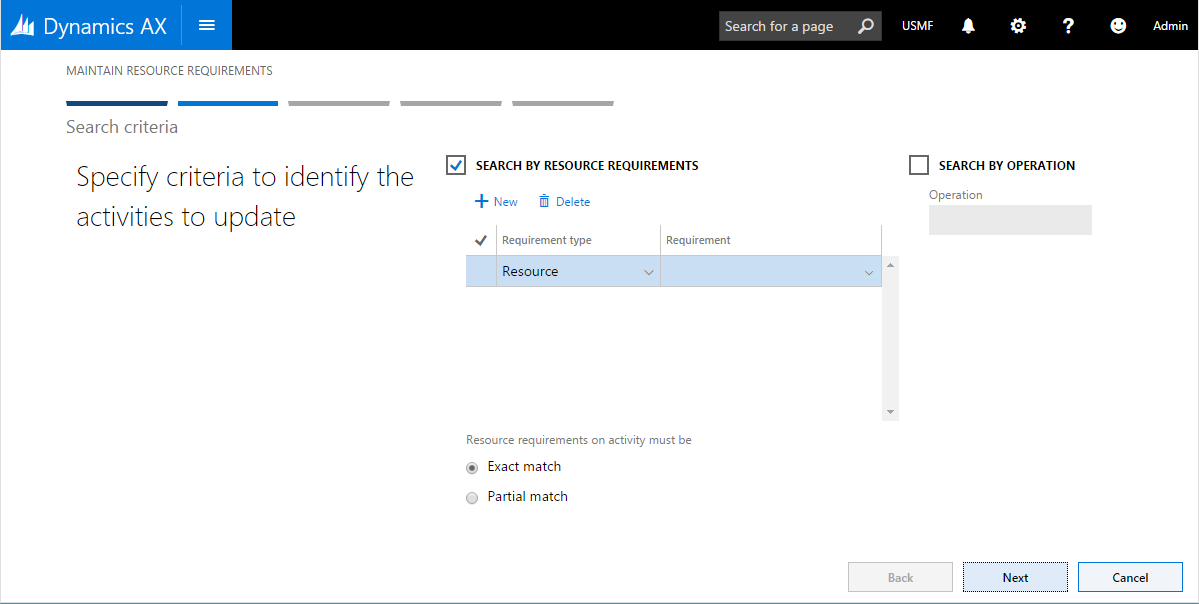 Dynamics AX
Search for a page
USMF
?
Admin
MAINTAIN RESOURCE REQUIREMENTS
Search criteria
Specify criteria to identify the
activities to update
SEARCH BY RESOURCE REQUIREMENTS
New
Delete
Requirement type
Requirement
Resource
Resource requirements on activity must be
Exact match
Partial match
SEARCH BY OPERATION
Operation
Back
Next
Cancel